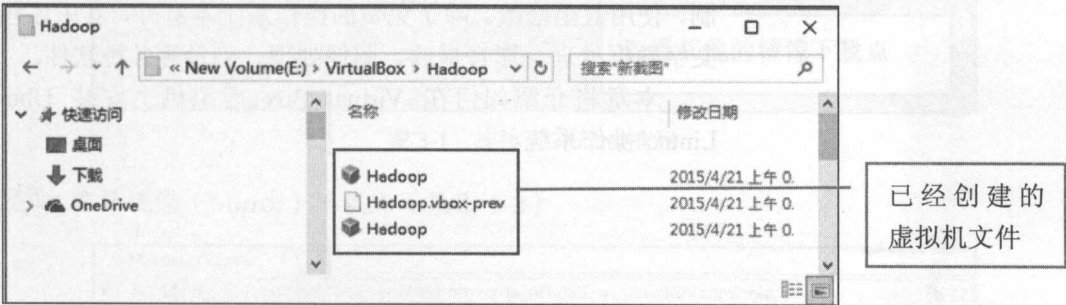 Hadoop
« New Volume(E:) › VirtualBox › Hadoop
搜索"新截图"
快速访问
桌面
下载
OneDrive
名称
修改日期
Hadoop
2015/4/21 上午 0.
Hadoop.vbox-prev
2015/4/21 上午 0.
Hadoop
2015/4/21 上午 0.
已经创建的
虚拟机文件